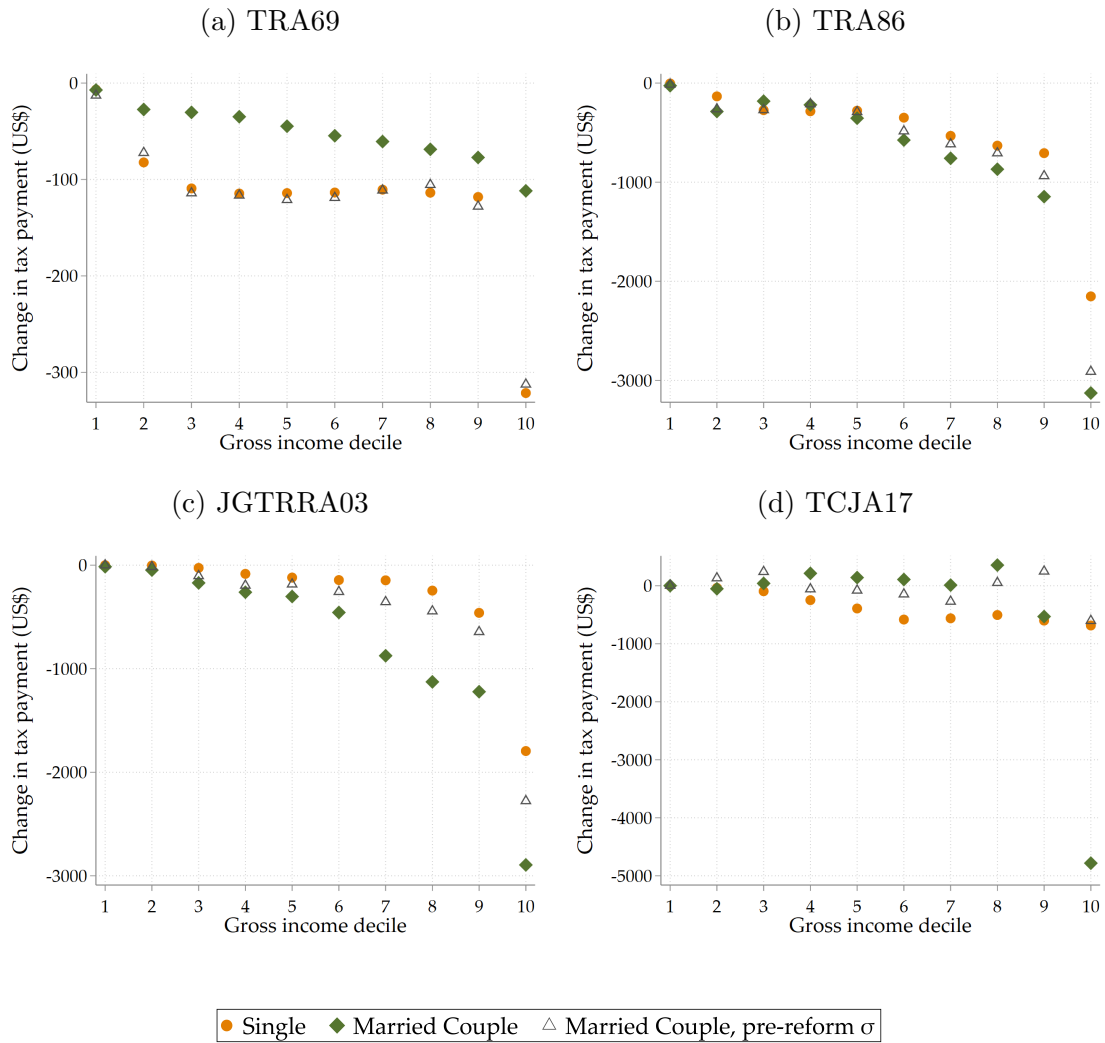 (a) TRA69
Change in tax payment (US$)
0
-100
-200
-300
1 2 3 4 5 6 7 8 9 10
Gross income decile
(b) TRA86
Change in tax payment (US$)
0
-1000
-2000
-3000
1 2 3 4 5 6 7 8 9 10
Gross income decile
(c) JGTRRA03
Change in tax payment (US$)
0
-1000
-2000
-3000
1 2 3 4 5 6 7 8 9 10
Gross income decile
(d) TCJA17
Change in tax payment (US$)
0
-1000
-2000
-3000
-4000
-5000
1 2 3 4 5 6 7 8 9 10
Gross income decile
Single Married Couple Married Couple, pre-reform σ